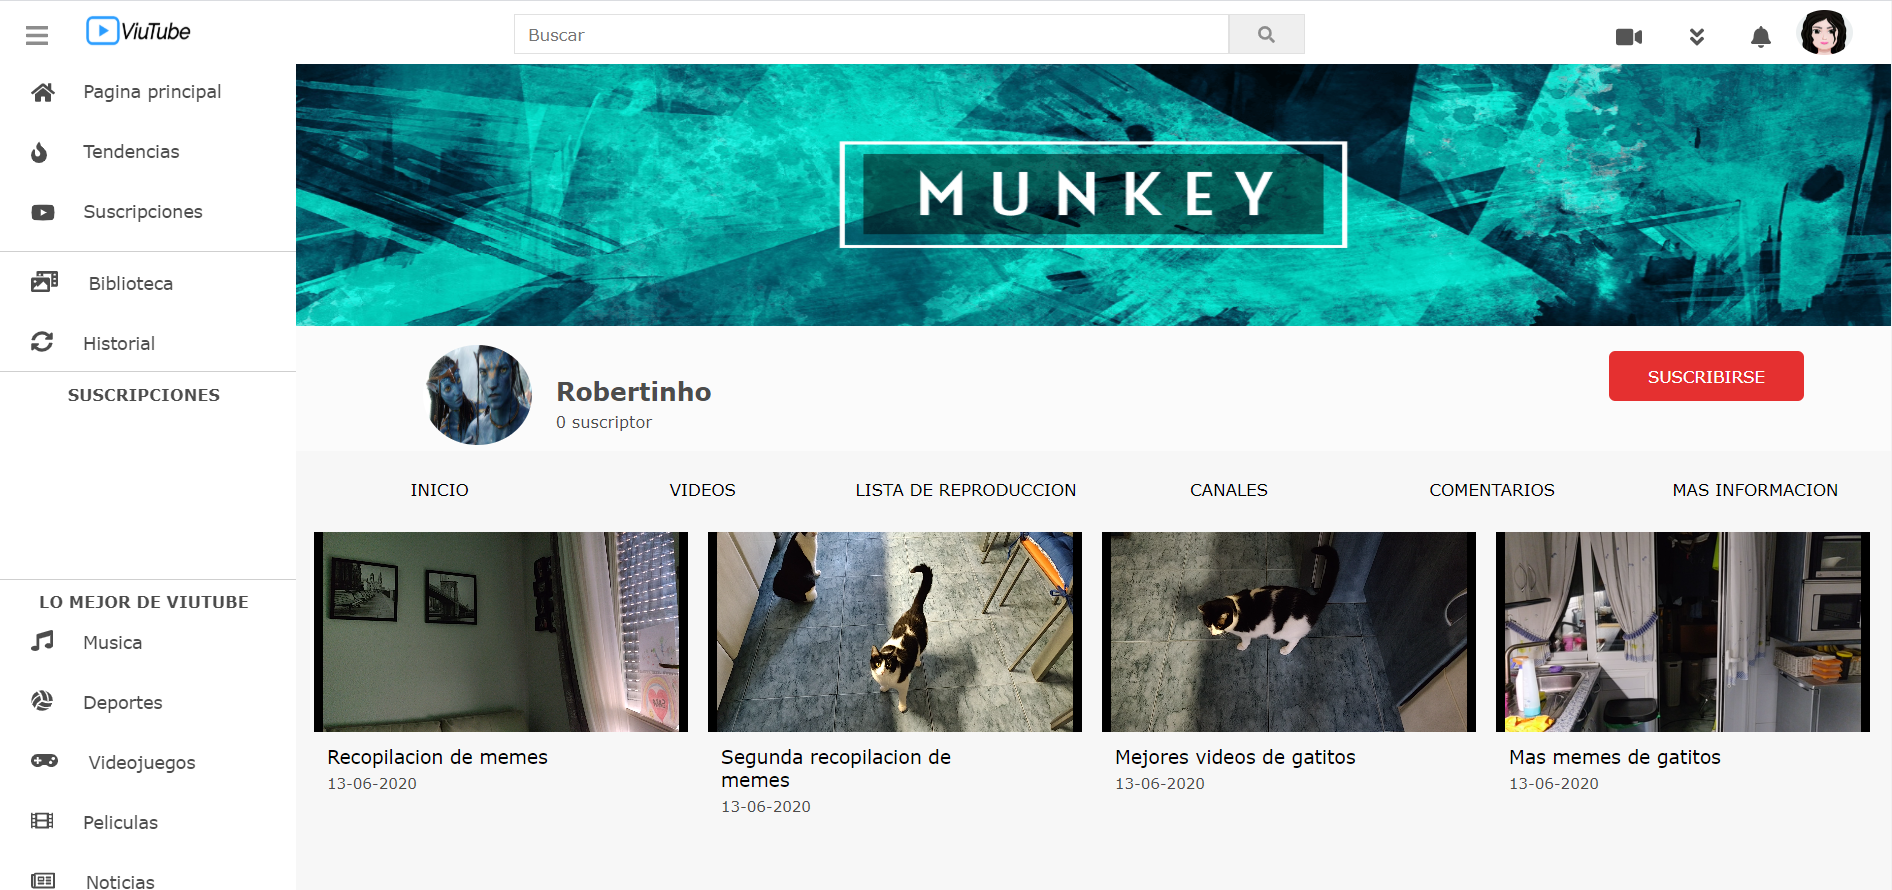 ViuTube
Buscar
Pagina principal
Tendencias
Suscripciones
Biblioteca
Historial
SUSCRIPCIONES
LO MEJOR DE VIUTUBE
Musica
Deportes
Videojuegos
Peliculas
Noticias
MUNKEY
Robertinho
0 suscriptor
SUSCRIBIRSE
INICIO
VIDEOS
LISTA DE REPRODUCCION
CANALES
COMENTARIOS
MAS INFORMACION
Recopilacion de memes
13-06-2020
Segunda recopilacion de
memes
13-06-2020
Mejores videos de gatitos
13-06-2020
Mas memes de gatitos
13-06-2020